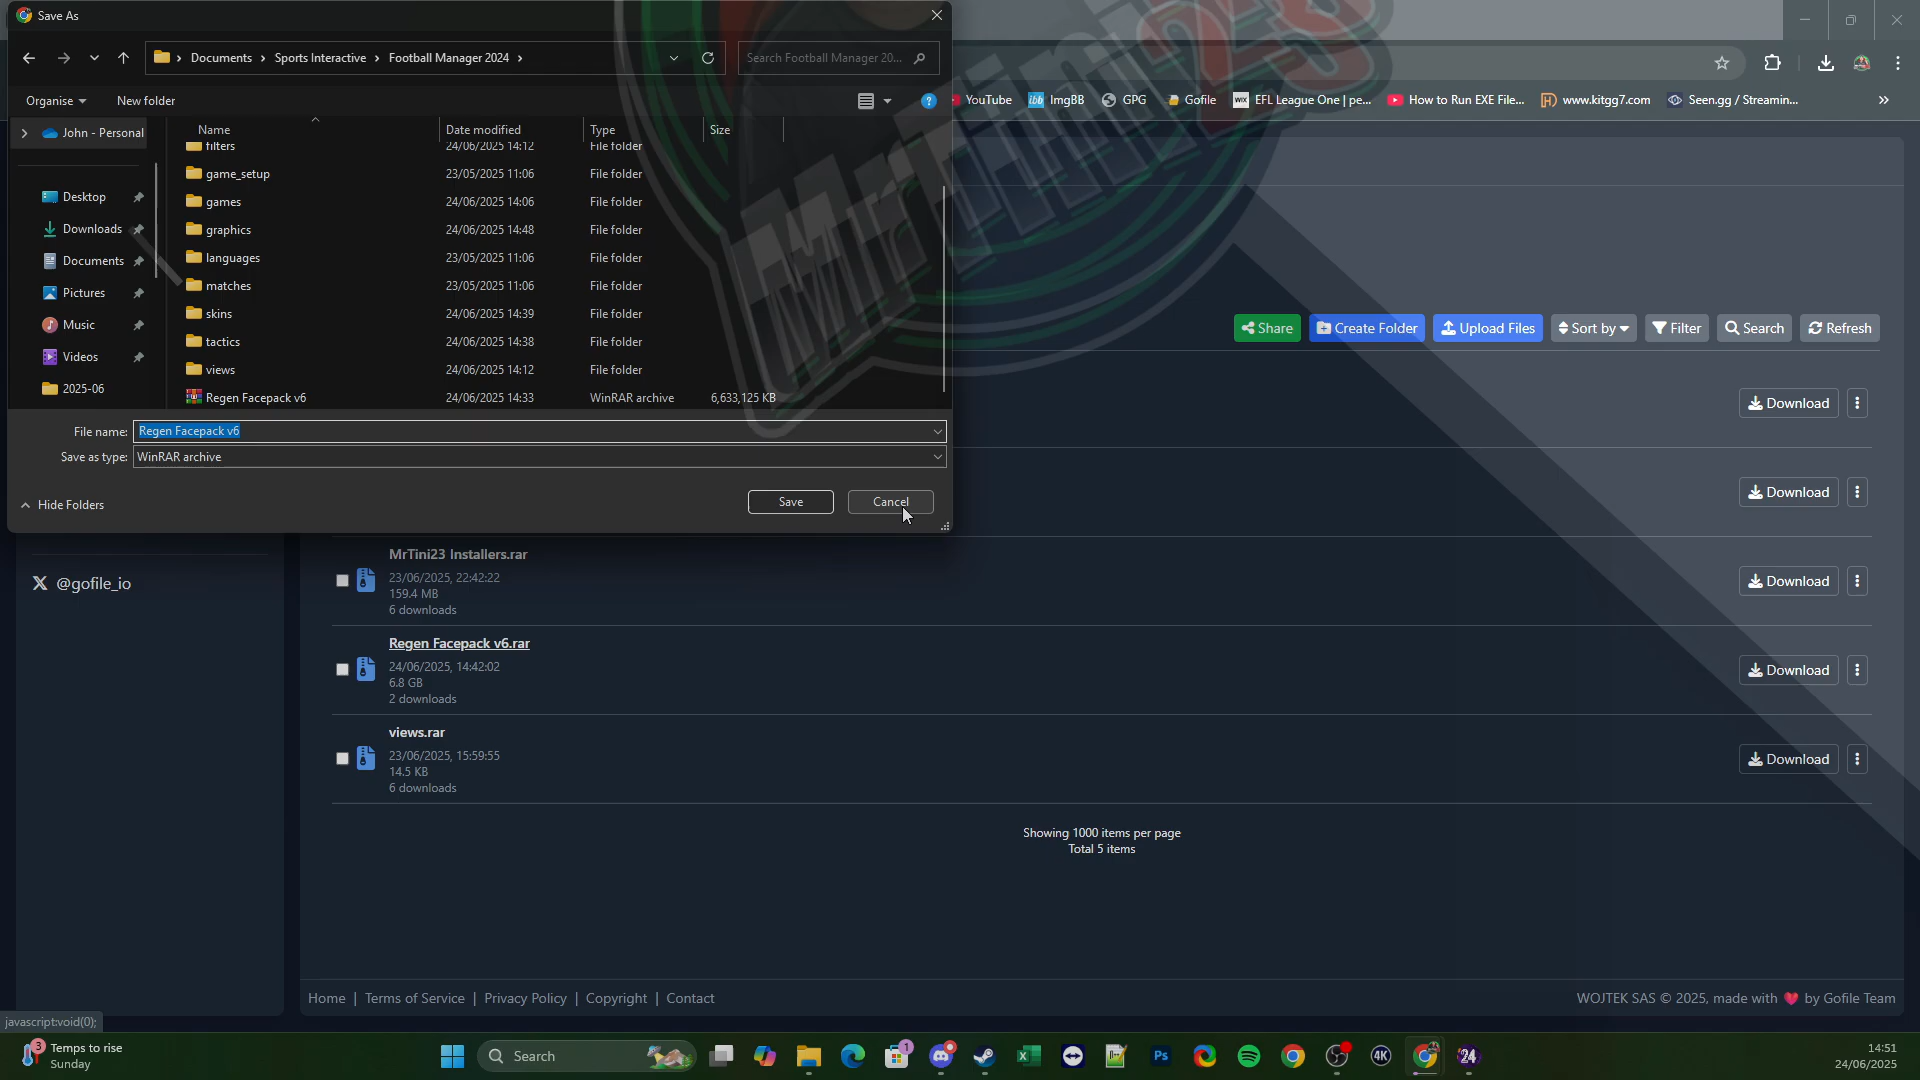 Save As
Documents › Sports Interactive › Football Manager 2024 ›
Search Football Manager 20...
Organise
New folder
John - Personal
Desktop
Downloads
Documents
Pictures
Music
Videos
2025-06
Name Date modified Type Size
filters 24/06/2025 14:12 File folder
game_setup 23/05/2025 11:06 File folder
games 24/06/2025 14:06 File folder
graphics 24/06/2025 14:48 File folder
languages 23/05/2025 11:06 File folder
matches 23/05/2025 11:06 File folder
skins 24/06/2025 14:39 File folder
tactics 24/06/2025 14:38 File folder
views 24/06/2025 14:12 File folder
Regen Facepack v6 24/06/2025 14:33 WinRAR archive 6,633,125 KB
File name: Regen Facepack v6
Save as type: WinRAR archive
Hide Folders
Save
Cancel
MrTini23
YouTube
ibb ImgBB
GPG
Gofile
WIX EFL League One | pe...
How to Run EXE File...
www.kitgg7.com
Seen.gg / Streamin...
»
Share
Create Folder
Upload Files
Sort by
Filter
Search
Refresh
Download
Download
MrTini23 Installers.rar
23/06/2025, 22:42:22
159.4 MB
6 downloads
Download
Regen Facepack v6.rar
24/06/2025, 14:42:02
6.8 GB
2 downloads
Download
views.rar
23/06/2025, 15:59:55
14.5 KB
6 downloads
Download
Showing 1000 items per page
Total 5 items
@gofile_io
Home | Terms of Service | Privacy Policy | Copyright | Contact
WOJTEK SAS © 2025, made with ❤ by Gofile Team
javascript:void(0);
3
Temps to rise
Sunday
Search
1
Ps
4K
24
14:51
24/06/2025